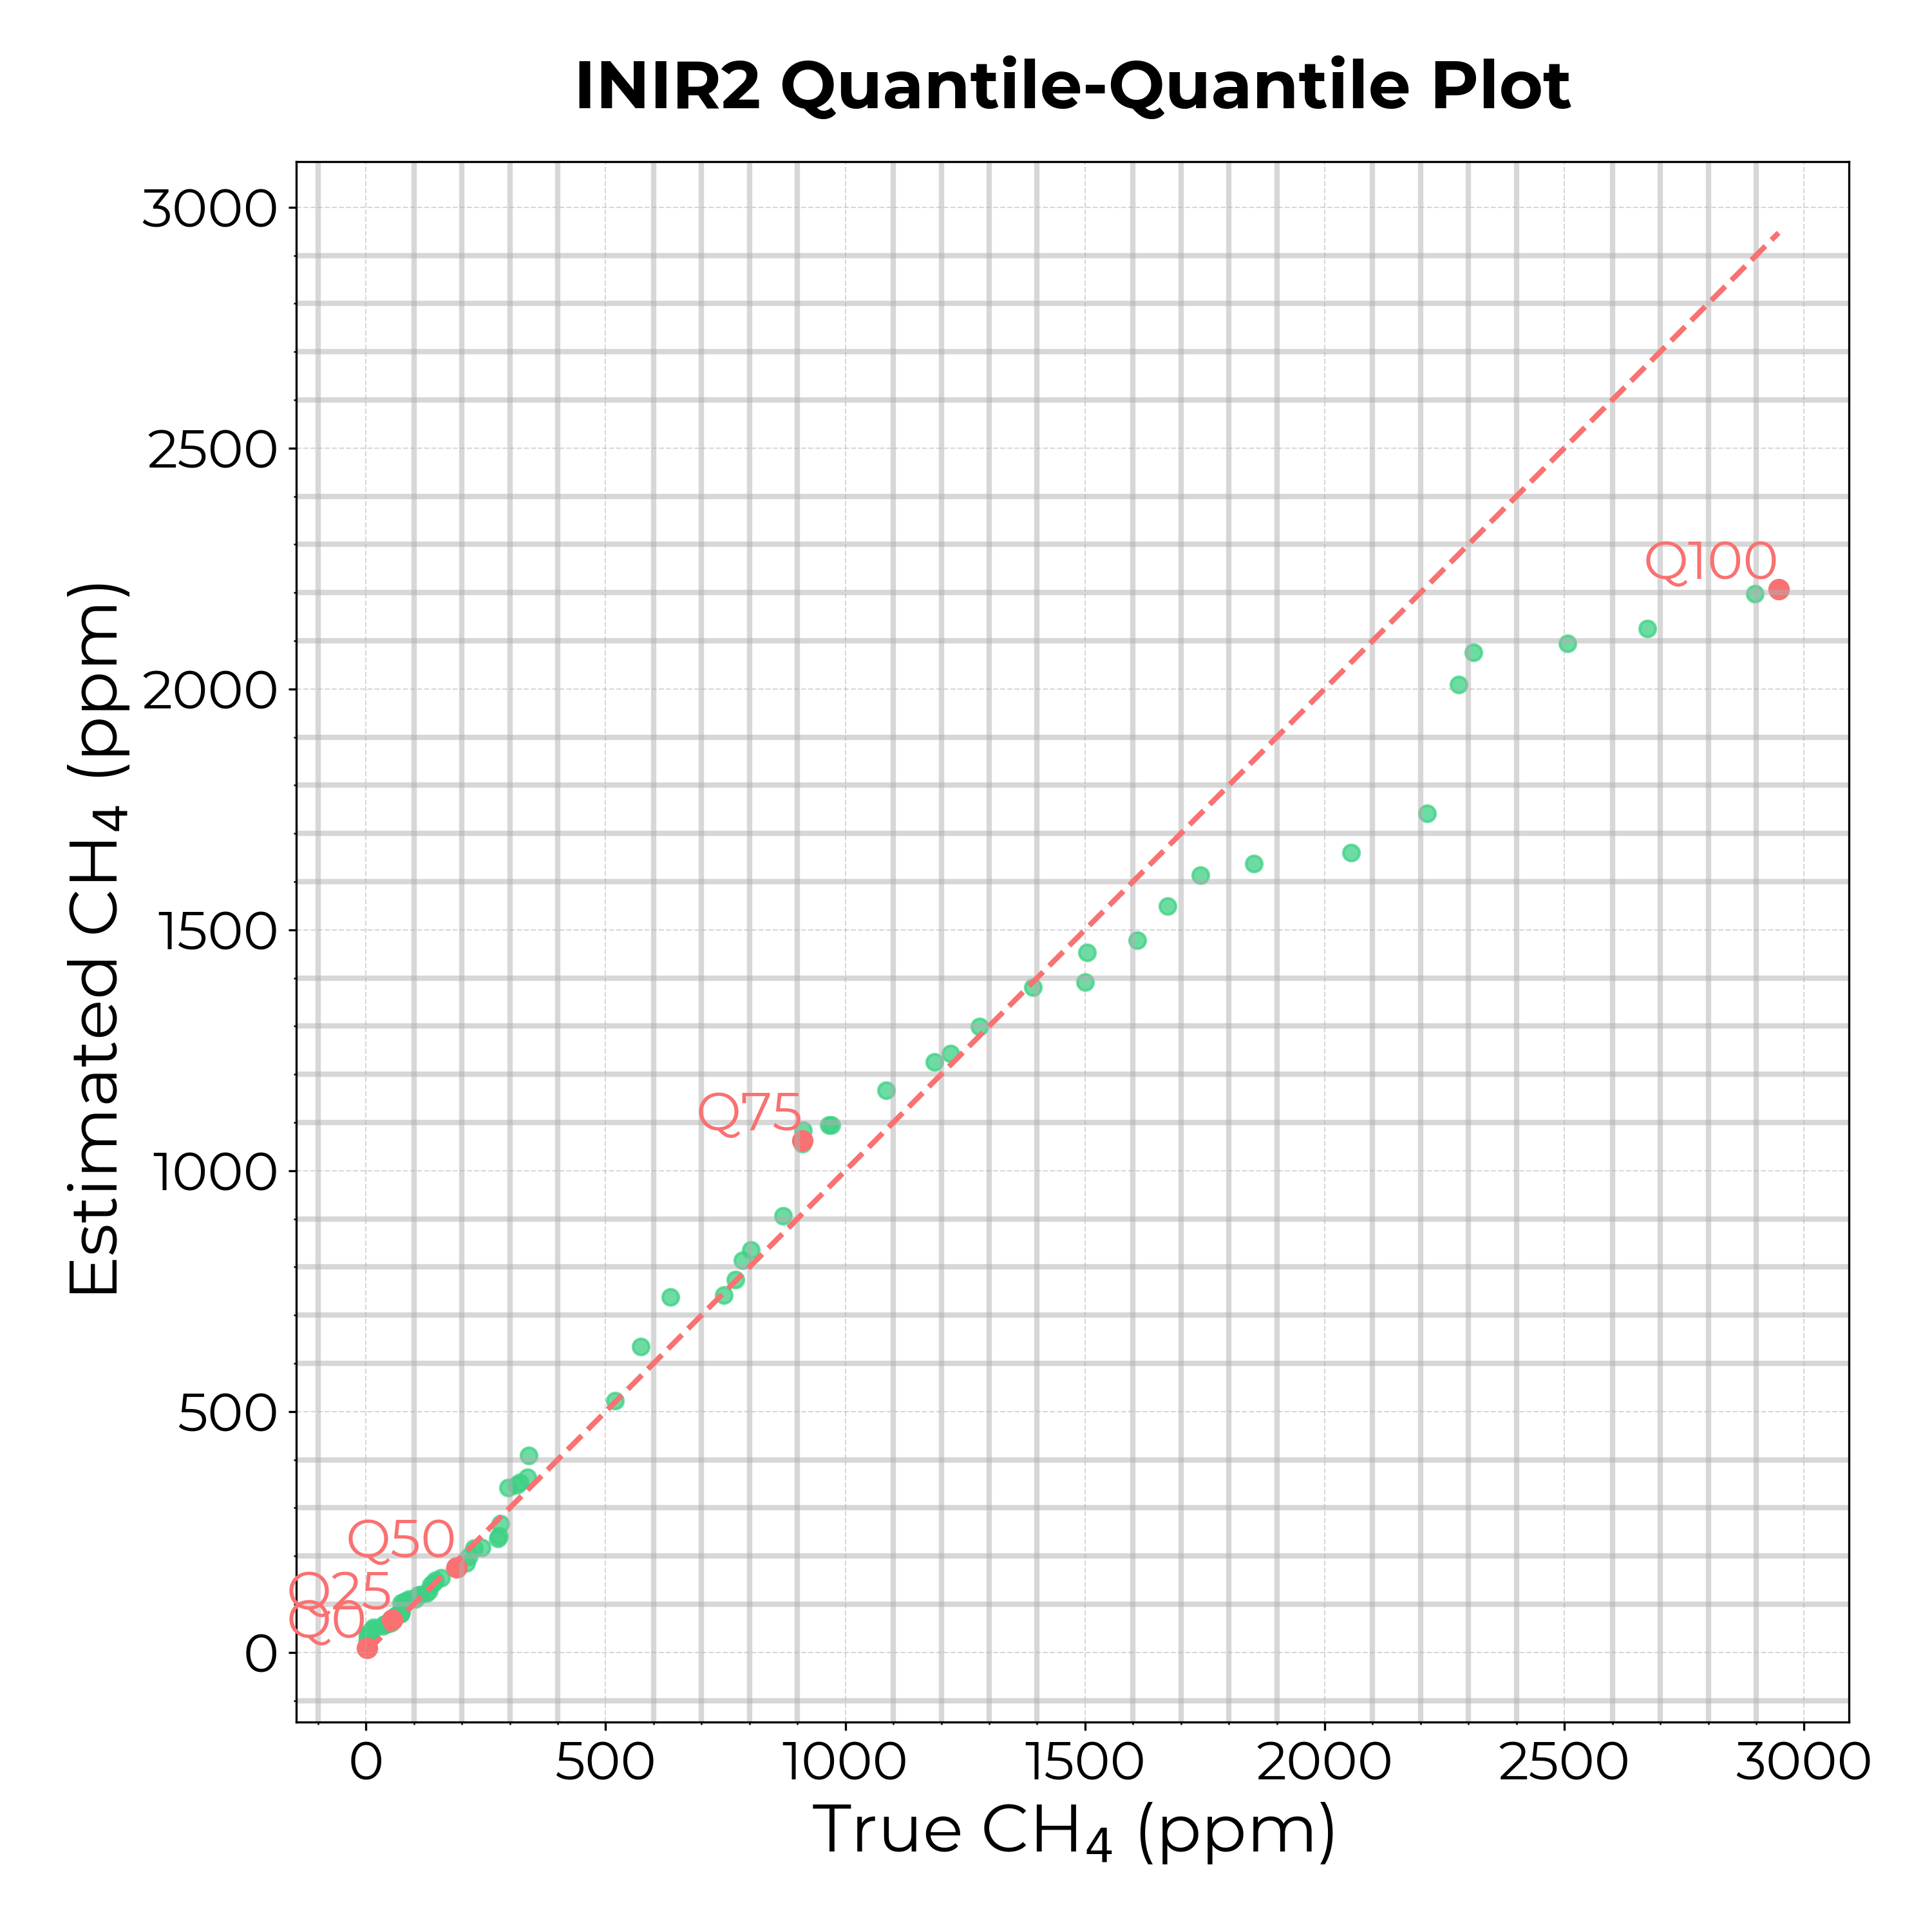 INIR2 Quantile-Quantile Plot
3000
2500
2000
1500
1000
500
0
Estimated CH₄ (ppm)
Q100
Q75
Q50
Q25
Q0
0 500 1000 1500 2000 2500 3000
True CH₄ (ppm)